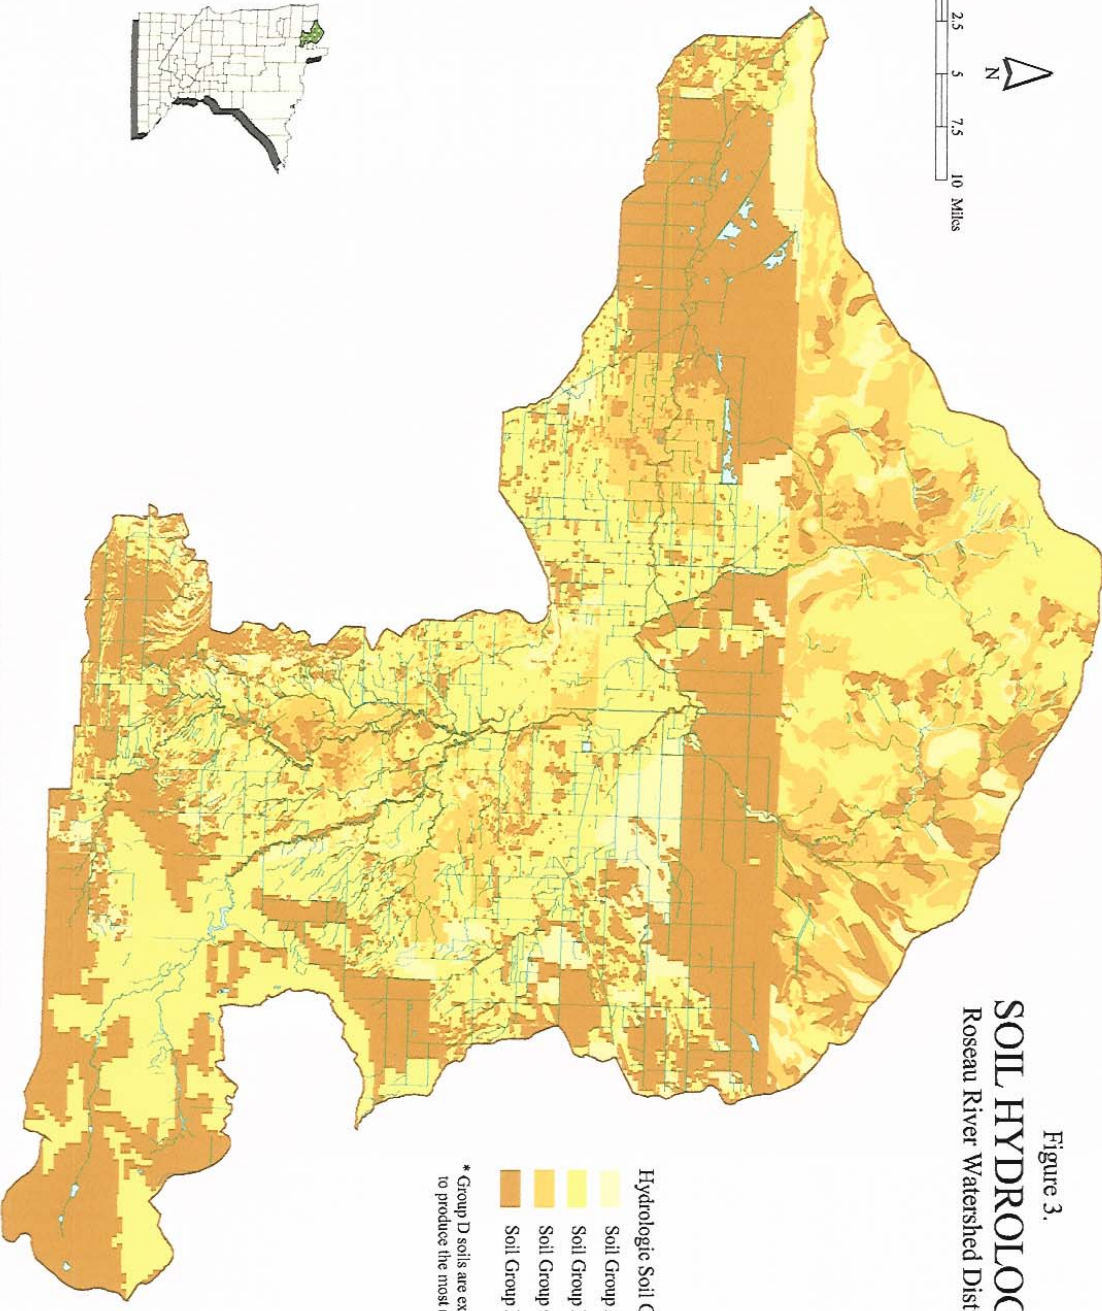 Figure 3.
SOIL HYDROLOG
Roseau River Watershed Dist
N
2.5 5 7.5 10 Miles
Hydrologic Soil G
Soil Group
Soil Group
Soil Group
Soil Group
* Group D soils are ex
to produce the most